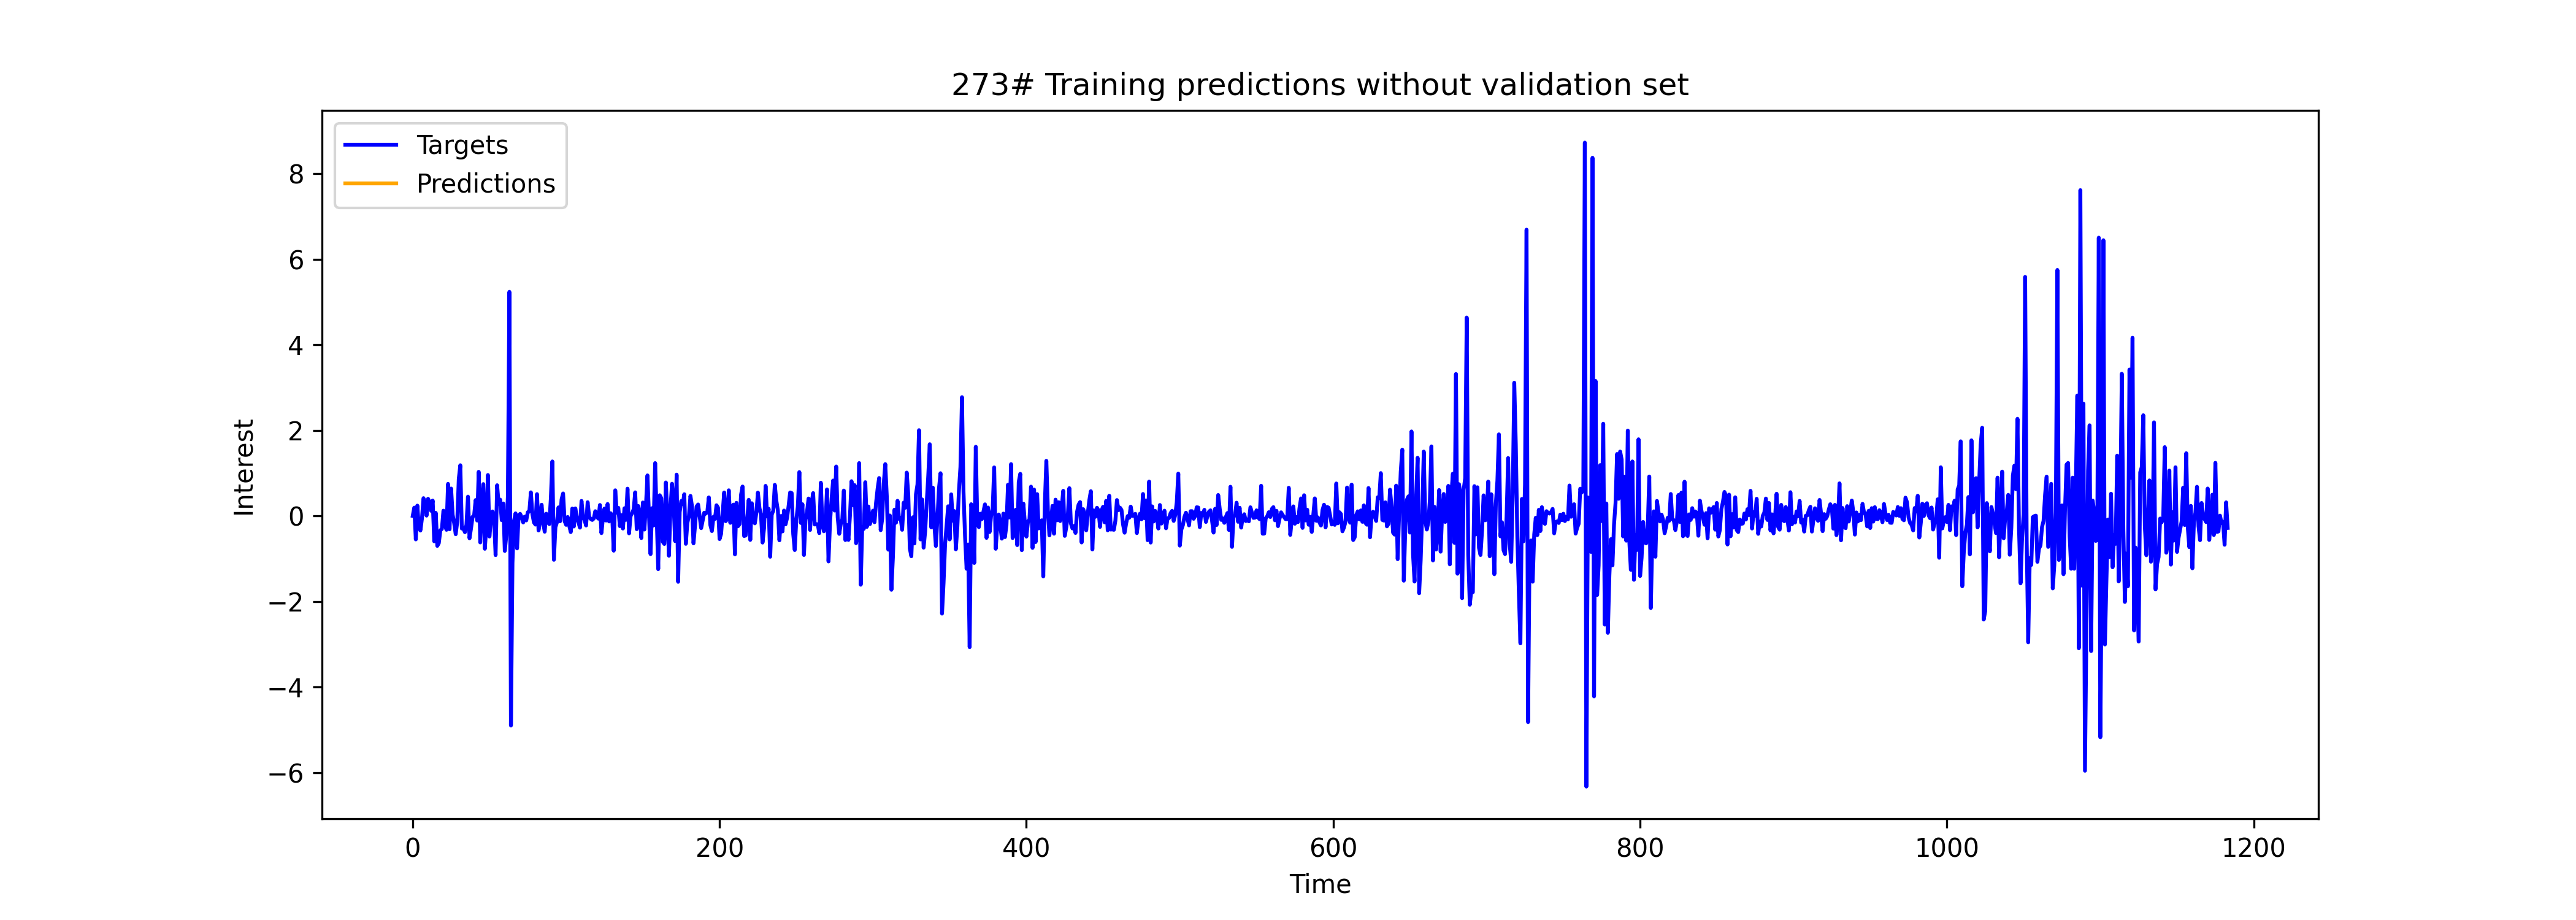 273# Training predictions without validation set
Targets
Predictions
Interest
8
6
4
2
0
−2
−4
−6
0 200 400 600 800 1000 1200
Time